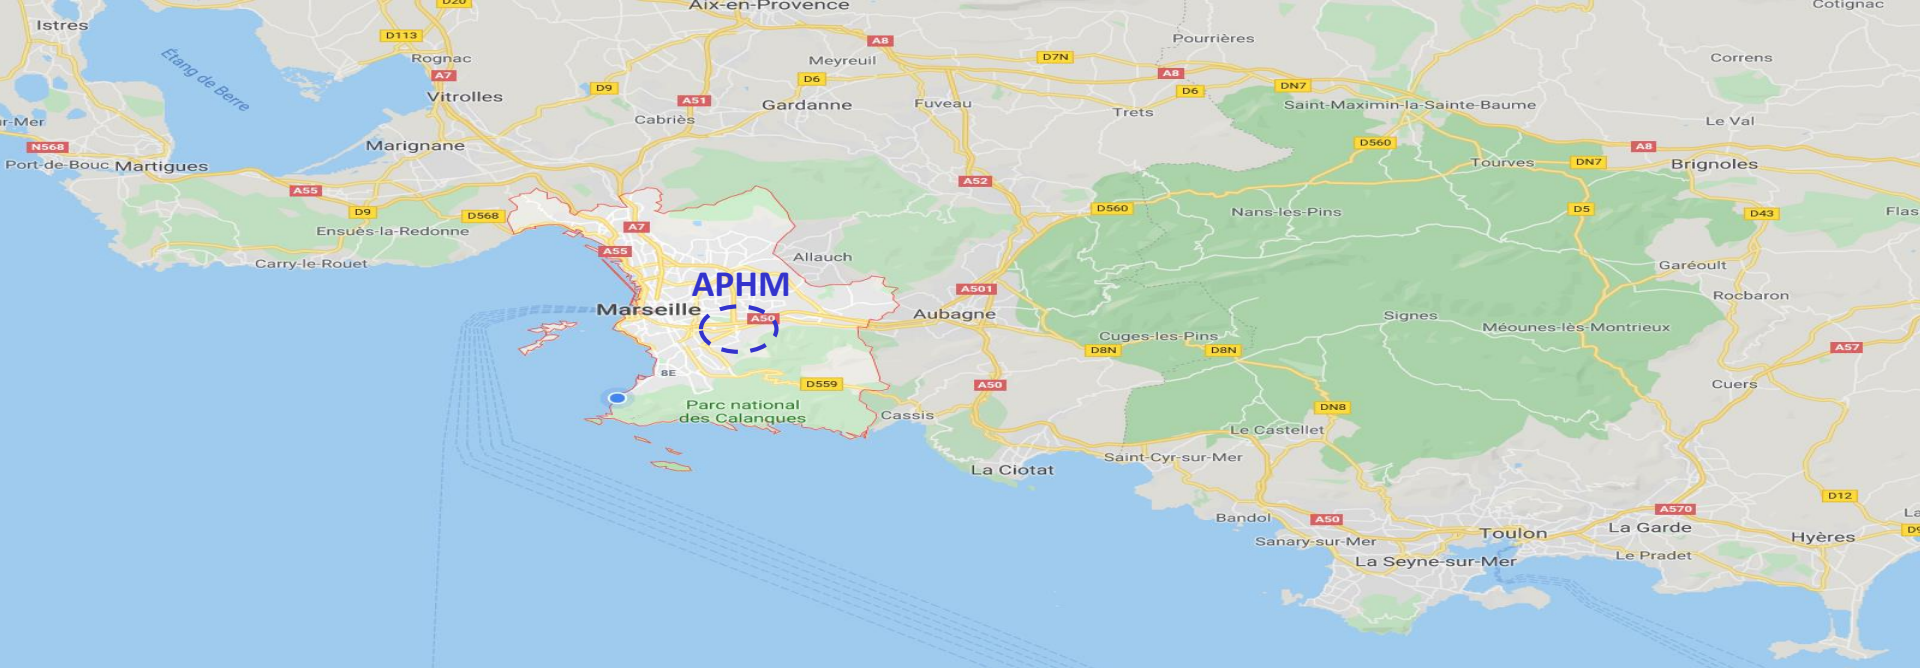 D20
Aix-en-Provence
Cotignac
Istres
D113
A8
Pourrières
Étang de Berre
Rognac
Meyreuil
D7N
Correns
A7
D6
A8
Vitrolles
D9
A51
Gardanne
Fuveau
D6
DN7
Saint-Maximin-la-Sainte-Baume
Cabriès
Trets
Le Val
r-Mer
N568
Marignane
D560
A8
Port-de-Bouc
Martigues
Tourves
DN7
Brignoles
A55
A52
D9
D568
D560
Nans-les-Pins
D5
D43
Flas
Ensuès-la-Redonne
A7
A55
Allauch
Carry-le-Rouet
Garéoult
APHM
A501
Rocbaron
Marseille
A50
Aubagne
Signes
Méounes-lès-Montrieux
Cuges-les-Pins
D8N
D8N
A57
8E
D559
A50
Cuers
Parc national
des Calanques
Cassis
DN8
Le Castellet
Saint-Cyr-sur-Mer
La Ciotat
D12
Bandol
A50
A570
La
Toulon
La Garde
Hyères
D9
Sanary-sur-Mer
Le Pradet
La Seyne-sur-Mer